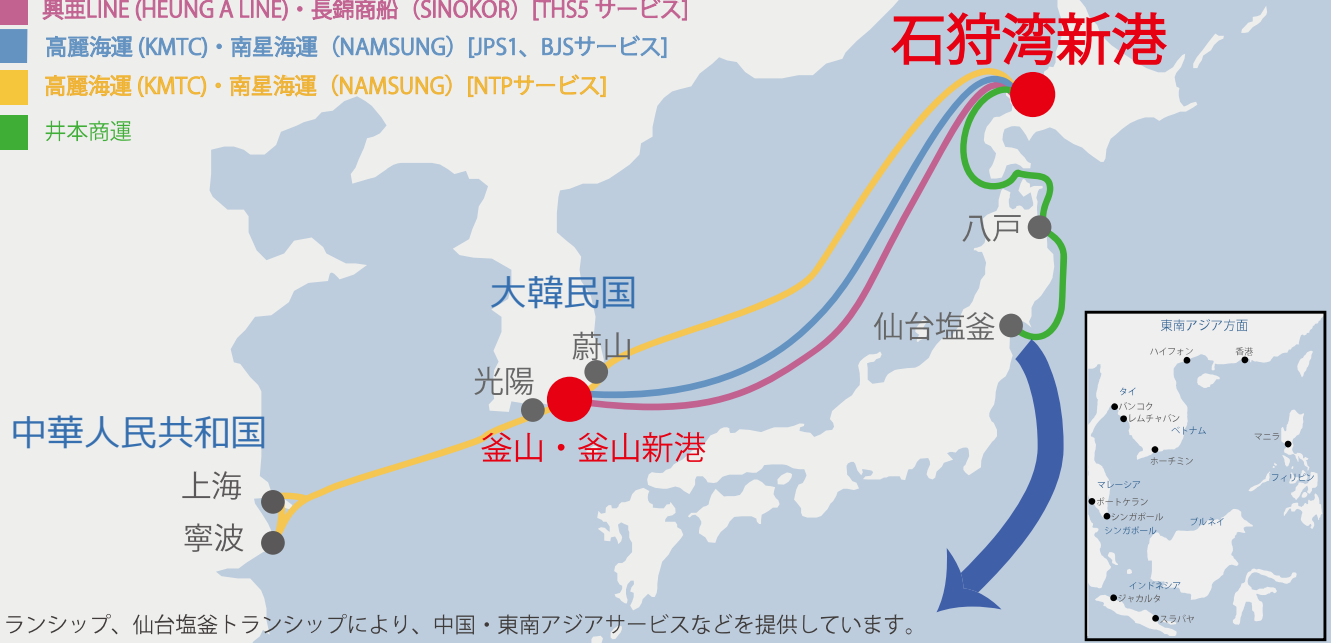 興亜LINE (HEUNG A LINE)・長錦商船（SINOKOR）[THS5 サービス]
高麗海運 (KMTC)・南星海運（NAMSUNG）[JPS1、BJSサービス]
高麗海運 (KMTC)・南星海運（NAMSUNG）[NTPサービス]
井本商運
石狩湾新港
八戸
仙台塩釜
大韓民国
蔚山
光陽
釜山・釜山新港
中華人民共和国
上海
寧波
東南アジア方面
ハイフォン
香港
タイ
バンコク
レムチャバン
ベトナム
マニラ
ホーチミン
フィリピン
マレーシア
ポートケラン
シンガポール
シンガポール
ブルネイ
インドネシア
ジャカルタ
スラバヤ
ランシップ、仙台塩釜トランシップにより、中国・東南アジアサービスなどを提供しています。